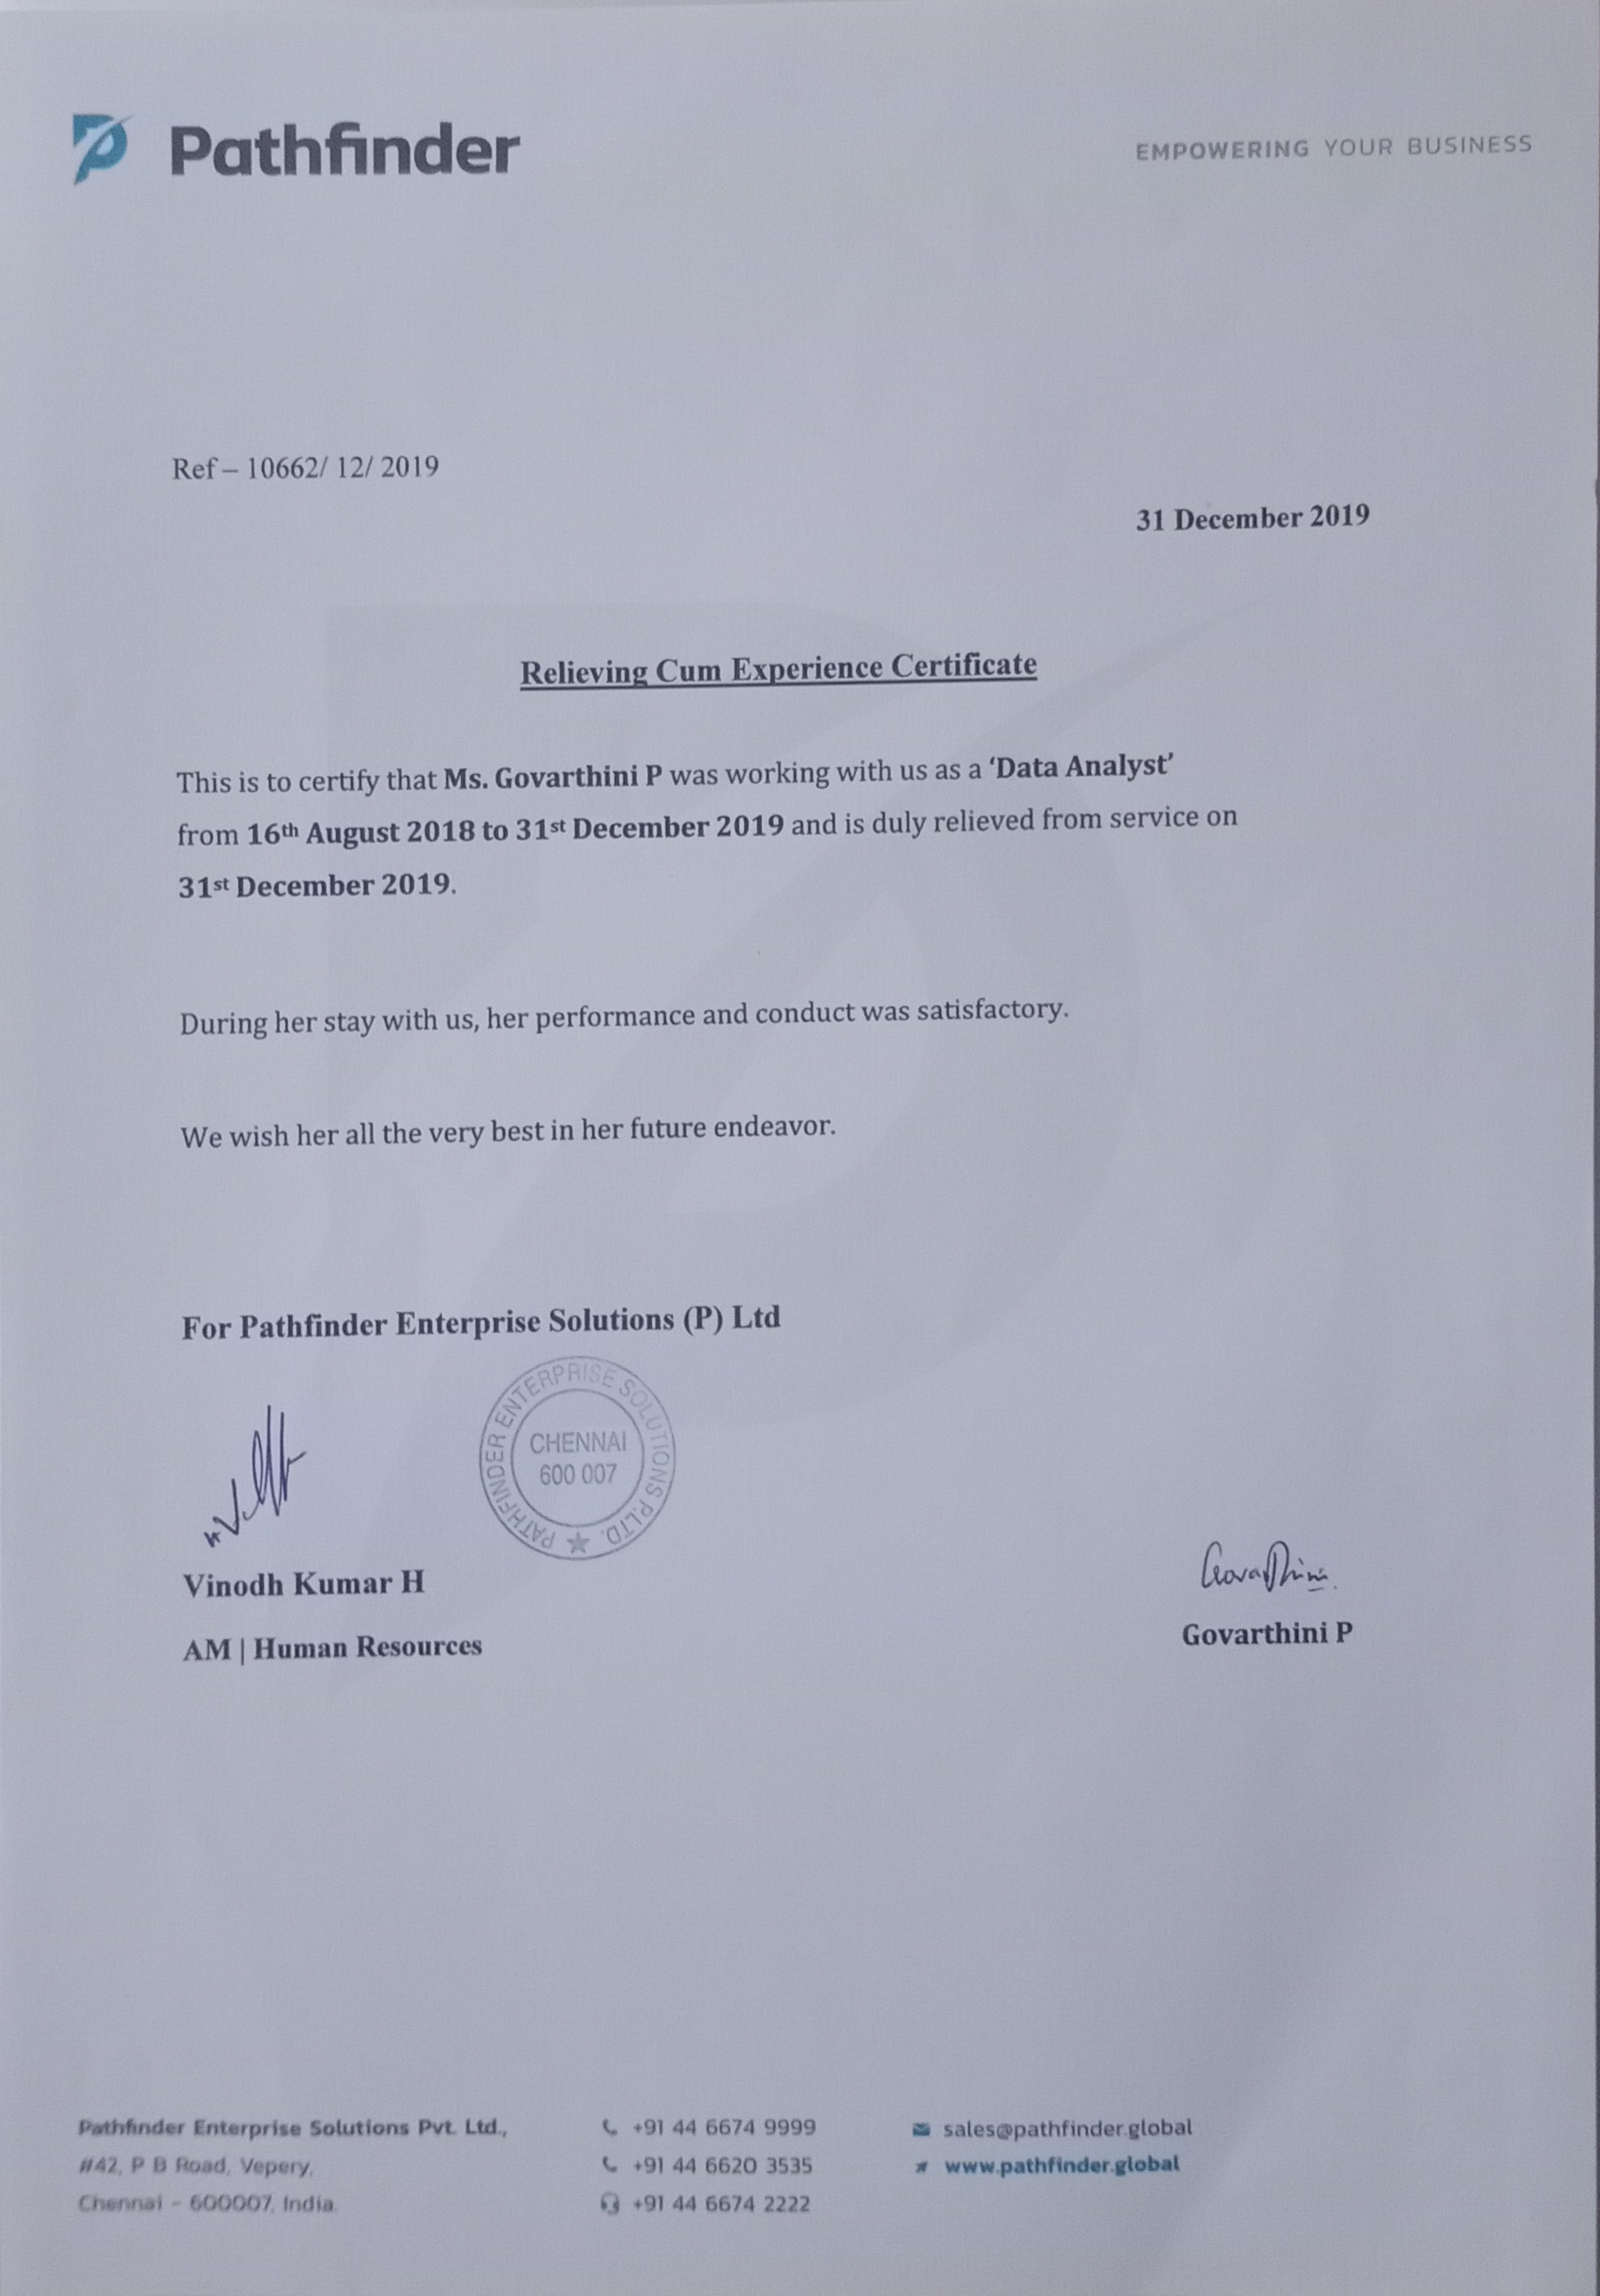 Pathfinder
EMPOWERING YOUR BUSINESS
Ref – 10662/ 12/ 2019
31 December 2019
Relieving Cum Experience Certificate
This is to certify that Ms. Govarthini P was working with us as a ‘Data Analyst’
from 16th August 2018 to 31st December 2019 and is duly relieved from service on
31st December 2019.
During her stay with us, her performance and conduct was satisfactory.
We wish her all the very best in her future endeavor.
For Pathfinder Enterprise Solutions (P) Ltd
PATHFINDER ENTERPRISE SOLUTIONS P.LTD.
CHENNAI
600 007
Vinodh Kumar H
AM | Human Resources
Govarthini
Govarthini P
Pathfinder Enterprise Solutions Pvt. Ltd.,
#42, P B Road, Vepery,
Chennai – 600007, India.
+91 44 6674 9999
+91 44 6620 3535
+91 44 6674 2222
sales@pathfinder.global
www.pathfinder.global